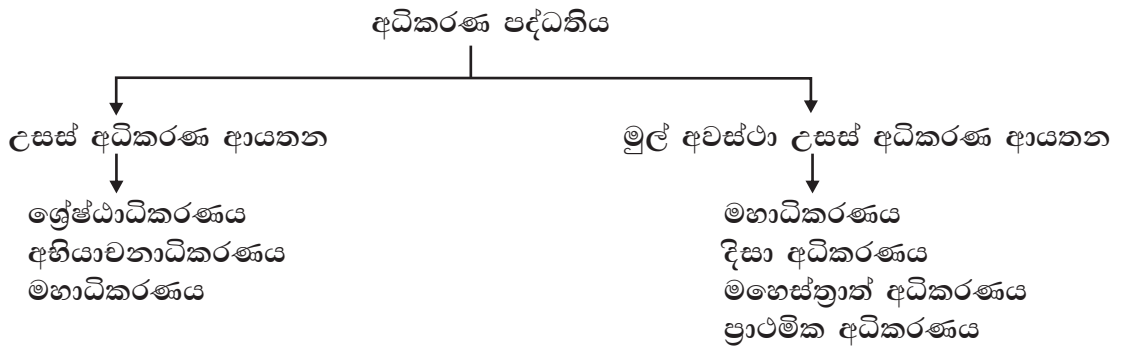 අධිකරණ පද්ධතිය
උසස් අධිකරණ ආයතන
ශ්‍රේෂ්ඨාධිකරණය
අභියාචනාධිකරණය
මහාධිකරණය
මුල් අවස්ථා උසස් අධිකරණ ආයතන
මහාධිකරණය
දිසා අධිකරණය
මහෙස්ත්‍රාත් අධිකරණය
ප්‍රාථමික අධිකරණය